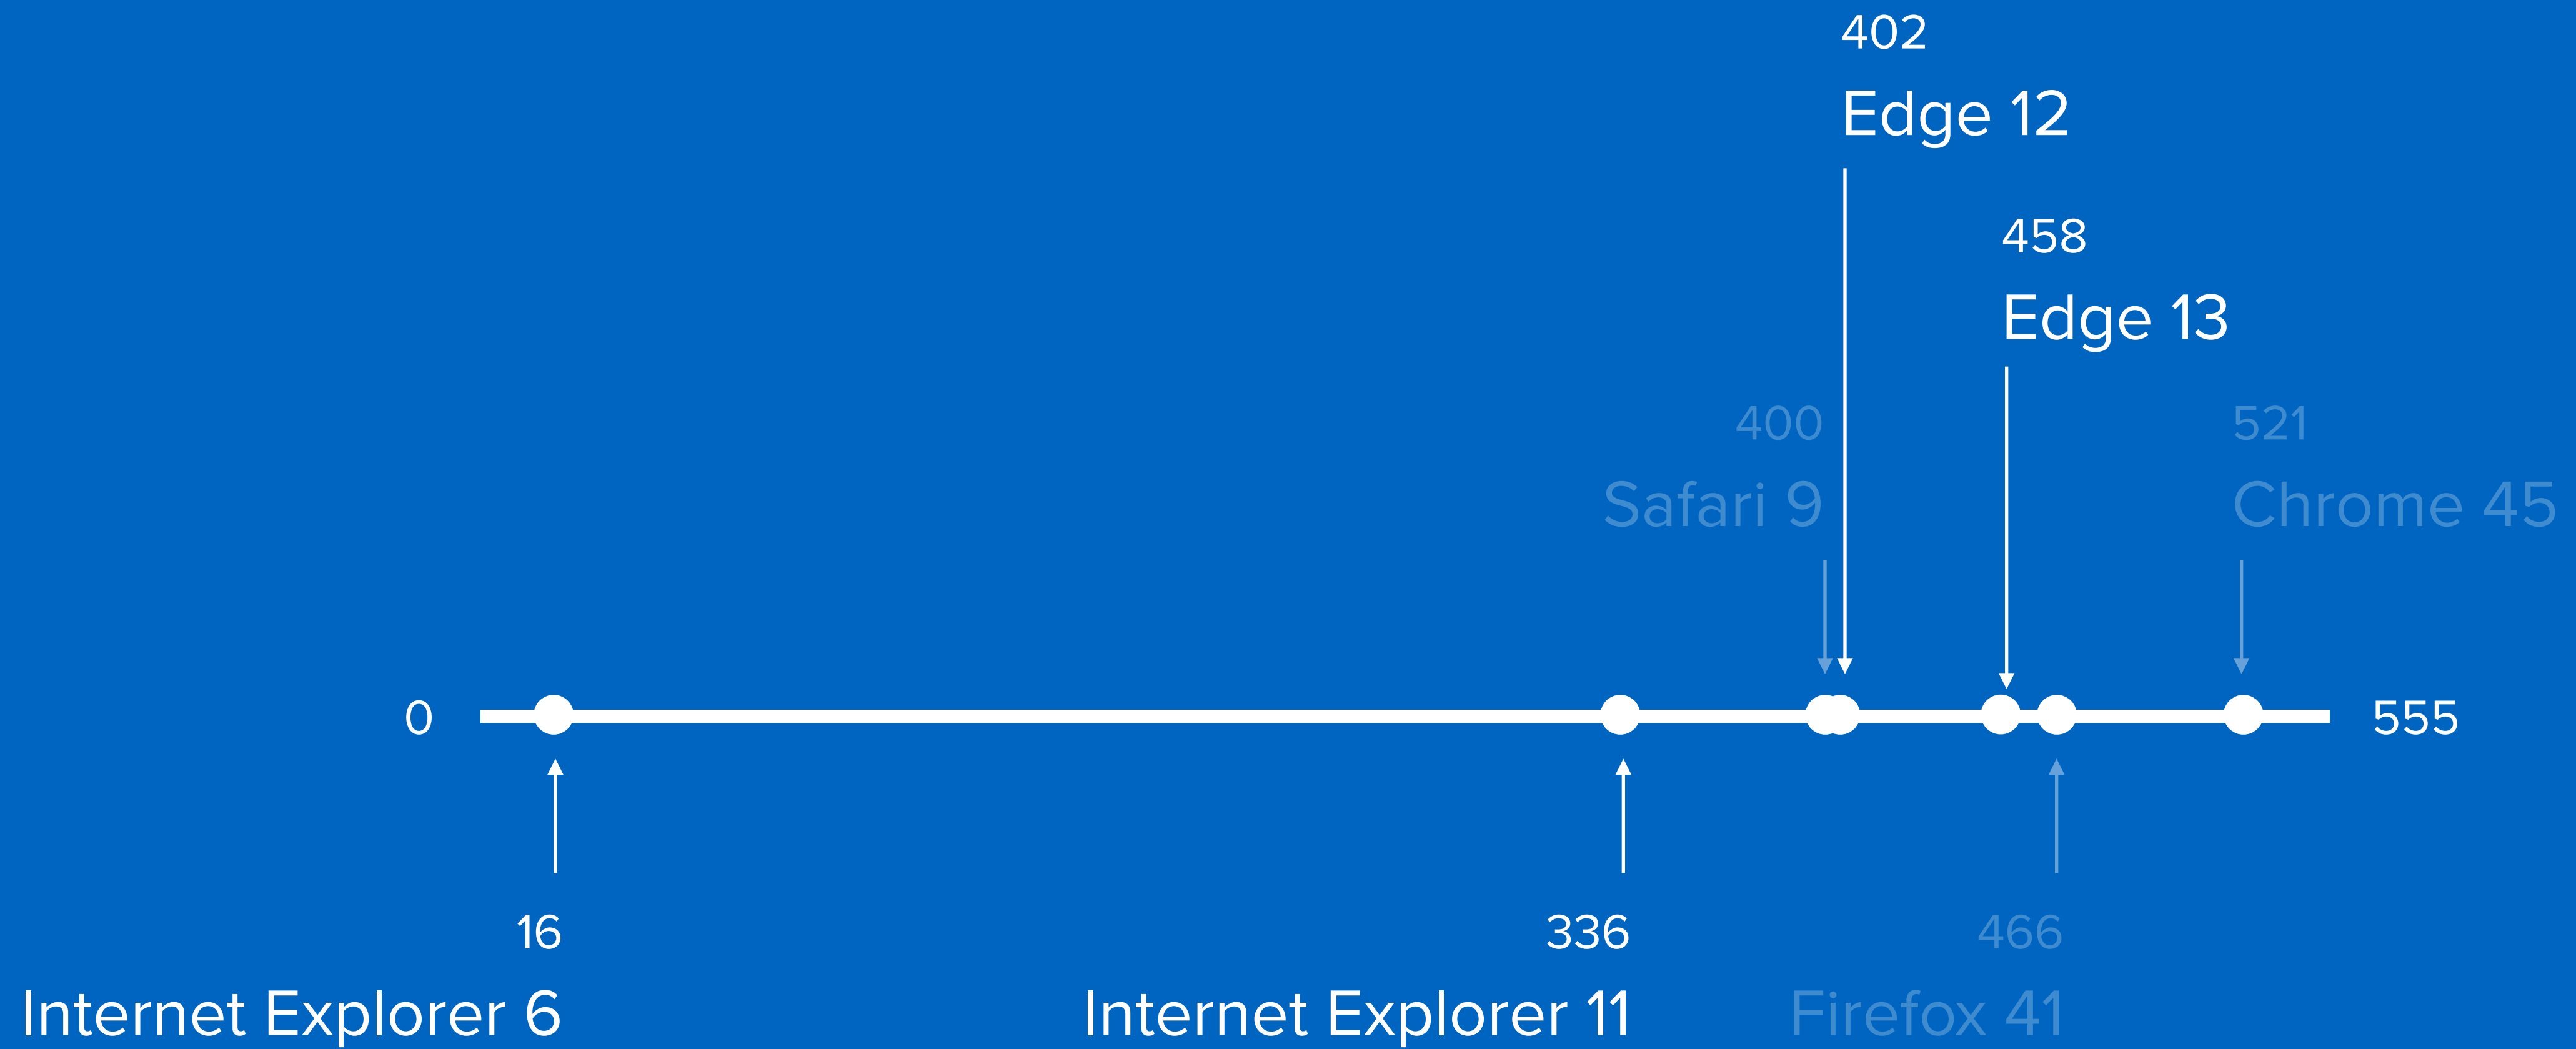 402
Edge 12
458
Edge 13
400
Safari 9
521
Chrome 45
0
555
16
Internet Explorer 6
336
Internet Explorer 11
466
Firefox 41